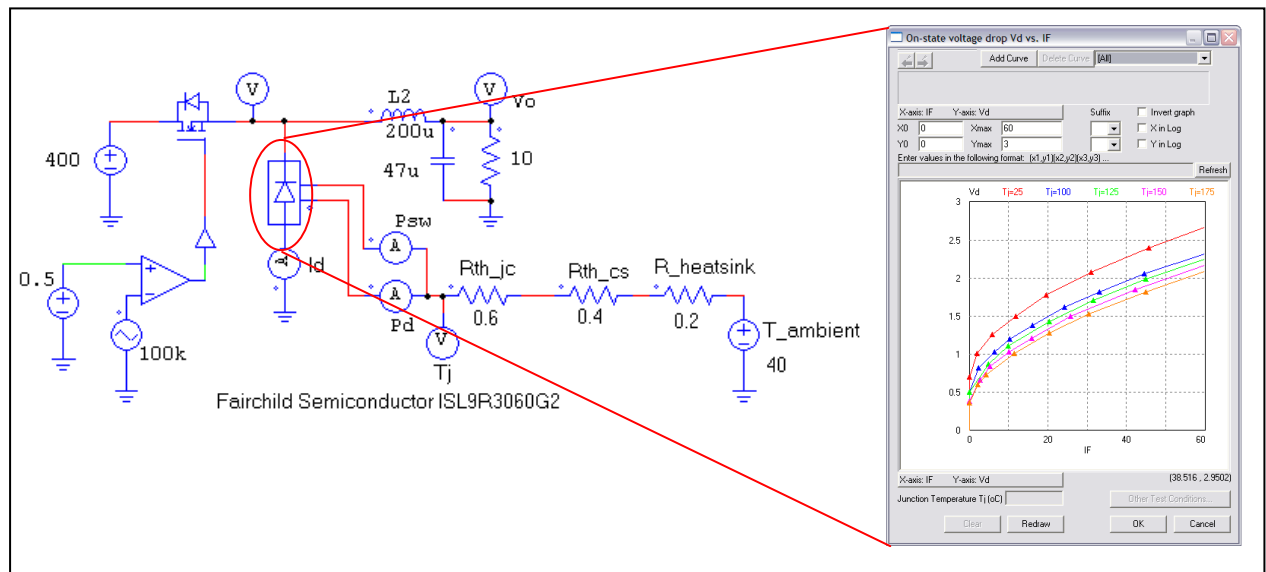 V
L2
V
Vo
200u
400
47u
10
Psw
A
0.5
A
Id
Rth_jc
Rth_cs
R_heatsink
A
Pd
0.6
0.4
0.2
T_ambient
40
100k
V
Tj
Fairchild Semiconductor ISL9R3060G2
On-state voltage drop Vd vs. IF
Add Curve Delete Curve [All]
X-axis: IF Y-axis: Vd Suffix Invert graph
X0 0 Xmax 60 X in Log
Y0 0 Ymax 3 Y in Log
Enter values in the following format: (x1,y1)(x2,y2)(x3,y3) ...
Refresh
Vd Tj=25 Tj=100 Tj=125 Tj=150 Tj=175
3
2.5
2
1.5
1
0.5
0
0 20 40 60
IF
X-axis: IF Y-axis: Vd (38.516 , 2.9502)
Junction Temperature Tj (oC) Other Test Conditions...
Clear Redraw OK Cancel